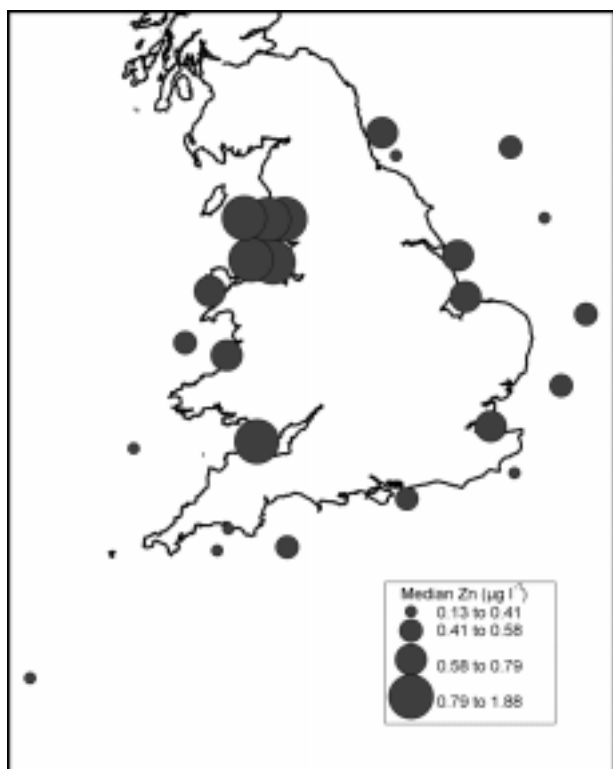 Median Zn (µg l⁻¹)
0.13 to 0.41
0.41 to 0.58
0.58 to 0.79
0.79 to 1.88